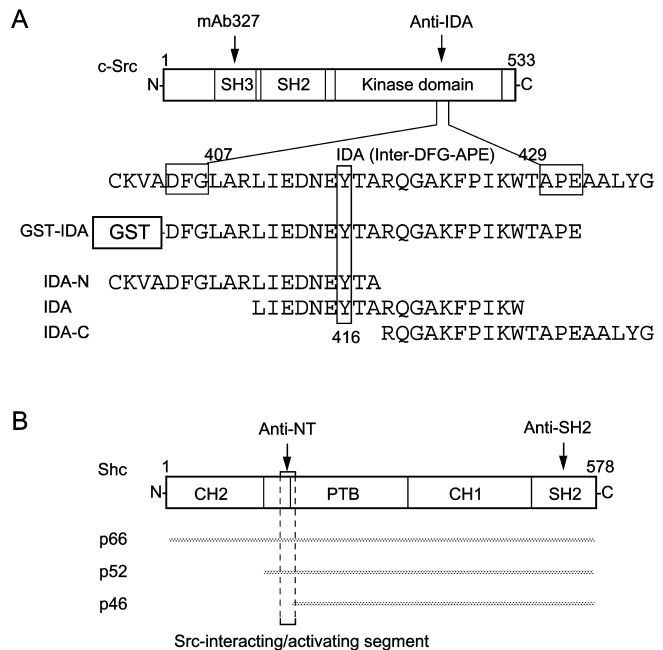 A
mAb327 Anti-IDA
c-Src 1 533
N- SH3 SH2 Kinase domain -C
407 IDA (Inter-DFG-APE) 429
CKVADFGLARLIEDNEYTARQGAKFPIKWTAPEAALYG
GST-IDA GST DFGLARLIEDNEYTARQGAKFPIKWTAPE
IDA-N CKVADFGLARLIEDNEYTA
IDA LIEDNEYTARQGAKFPIKW
IDA-C RQGAKFPIKWTAPEAALYG
416
B
Anti-NT Anti-SH2
Shc 1 578
N- CH2 PTB CH1 SH2 -C
p66
p52
p46
Src-interacting/activating segment